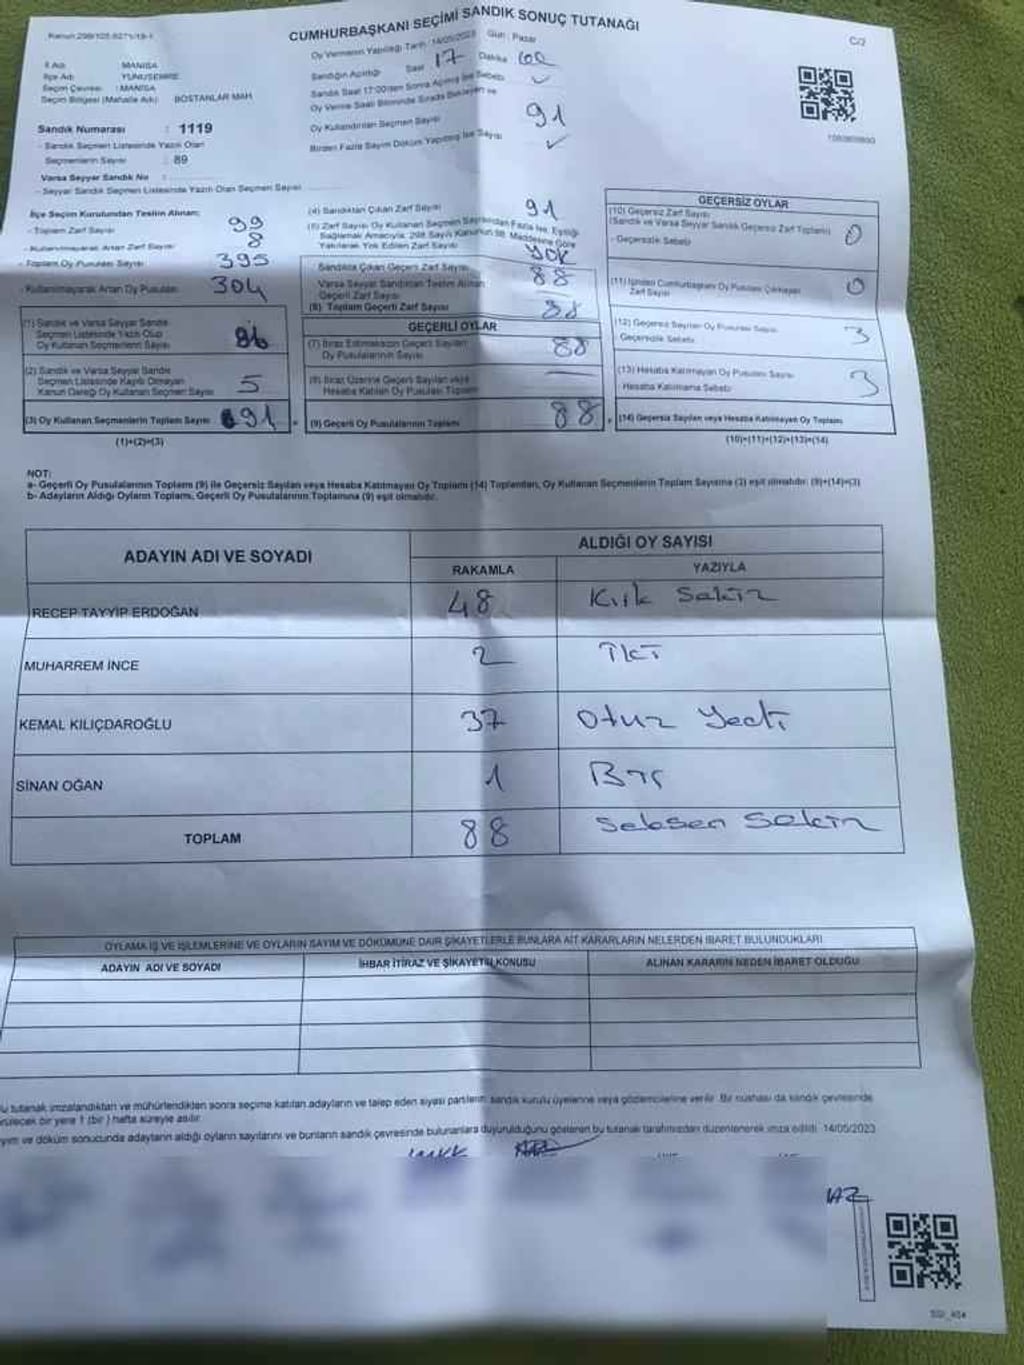 Kanun 298/105-5271/19-1
CUMHURBAŞKANI SEÇİMİ SANDIK SONUÇ TUTANAĞI
C/2
Oy Vermenin Yapıldığı Tarih : 14/05/2023 Gün : Pazar
İl Adı : MANİSA
İlçe Adı : YUNUSEMRE
Seçim Çevresi : MANİSA
Seçim Bölgesi (Mahalle Adı) : BOSTANLAR MAH.
Sandığın Açıldığı Saat 17 Dakika
Sandık Saat 17:00'den Sonra Açılmış İse Sebebi
Oy Verme Saati Bitiminde Sırada Bekleyen ve
Oy Kullandırılan Seçmen Sayısı 91
Birden Fazla Sayım Döküm Yapılmış İse Sayısı
Sandık Numarası : 1119
- Sandık Seçmen Listesinde Yazılı Olan
Seçmenlerin Sayısı : 89
Varsa Seyyar Sandık No :
- Seyyar Sandık Seçmen Listesinde Yazılı Olan Seçmen Sayısı
İlçe Seçim Kurulundan Teslim Alınan;
- Toplam Zarf Sayısı 99
- Kullanılmayarak Artan Zarf Sayısı 8
- Toplam Oy Pusulası Sayısı 395
- Kullanılmayarak Artan Oy Pusulası 304
(1) Sandık ve Varsa Seyyar Sandık
Seçmen Listesinde Yazılı Olup
Oy Kullanan Seçmenlerin Sayısı 86
(2) Sandık ve Varsa Seyyar Sandık
Seçmen Listesinde Kayıtlı Olmayan
Kanun Gereği Oy Kullanan Seçmen Sayısı 5
(3) Oy Kullanan Seçmenlerin Toplam Sayısı 91
(1)+(2)=(3)
(4) Sandıktan Çıkan Zarf Sayısı 91
(5) Zarf Sayısı Oy Kullanan Seçmen Sayısından Fazla İse, Eşitliği
Sağlamak Amacıyla, 298 Sayılı Kanunun 98. Maddesine Göre
Yakılarak Yok Edilen Zarf Sayısı YOK
Sandıkta Çıkan Geçerli Zarf Sayısı 88
Varsa Seyyar Sandıktan Teslim Alınan
Geçerli Zarf Sayısı
(6) Toplam Geçerli Zarf Sayısı 88
GEÇERLİ OYLAR
(7) İtiraz Edilmeksizin Geçerli Sayılan
Oy Pusulalarının Sayısı 88
(8) İtiraz Üzerine Geçerli Sayılan veya
Hesaba Katılan Oy Pusulası Toplamı
(9) Geçerli Oy Pusulalarının Toplamı 88
GEÇERSİZ OYLAR
(10) Geçersiz Zarf Sayısı
(Sandık ve Varsa Seyyar Sandık Geçersiz Zarf Toplamı) 0
- Geçersizlik Sebebi
(11) İçinden Cumhurbaşkanı Oy Pusulası Çıkmayan
Zarf Sayısı 0
(12) Geçersiz Sayılan Oy Pusulası Sayısı 3
Geçersizlik Sebebi
(13) Hesaba Katılmayan Oy Pusulası Sayısı 3
Hesaba Katılmama Sebebi
(14) Geçersiz Sayılan veya Hesaba Katılmayan Oy Toplamı
(10)+(11)+(12)+(13)=(14)
NOT:
a- Geçerli Oy Pusulalarının Toplamı (9) ile Geçersiz Sayılan veya Hesaba Katılmayan Oy Toplamı (14) Toplamları, Oy Kullanan Seçmenlerin Toplam Sayısına (3) eşit olmalıdır. (9)+(14)=(3)
b- Adayların Aldığı Oyların Toplamı, Geçerli Oy Pusulalarının Toplamına (9) eşit olmalıdır.
ADAYIN ADI VE SOYADI
ALDIĞI OY SAYISI
RAKAMLA YAZIYLA
RECEP TAYYİP ERDOĞAN 48 Kırk Sekiz
MUHARREM İNCE 2 İki
KEMAL KILIÇDAROĞLU 37 Otuz Yedi
SİNAN OĞAN 1 Bir
TOPLAM 88 Seksen Sekiz
OYLAMA İŞ VE İŞLEMLERİNE VE OYLARIN SAYIM VE DÖKÜMÜNE DAİR ŞİKAYETLERLE BUNLARA AİT KARARLARIN NELERDEN İBARET BULUNDUKLARI
ADAYIN ADI VE SOYADI İHBAR İTİRAZ VE ŞİKAYETİN KONUSU ALINAN KARARIN NEDEN İBARET OLDUĞU
tutanak imzalandıktan ve mühürlendikten sonra seçime katılan adayların ve talep eden siyasi partilerin sandık kurulu üyelerine veya gözlemcilerine verilir. Bir nüshası da sandık çevresinde
bir yere 1 (bir) hafta süreyle asılır.
ve döküm sonucunda adayların aldığı oyların sayılarını ve bunların sandık çevresinde bulunanlara duyurulduğunu gösteren bu tutanak tarafımızdan düzenlenerek imza edildi. 14/05/2023